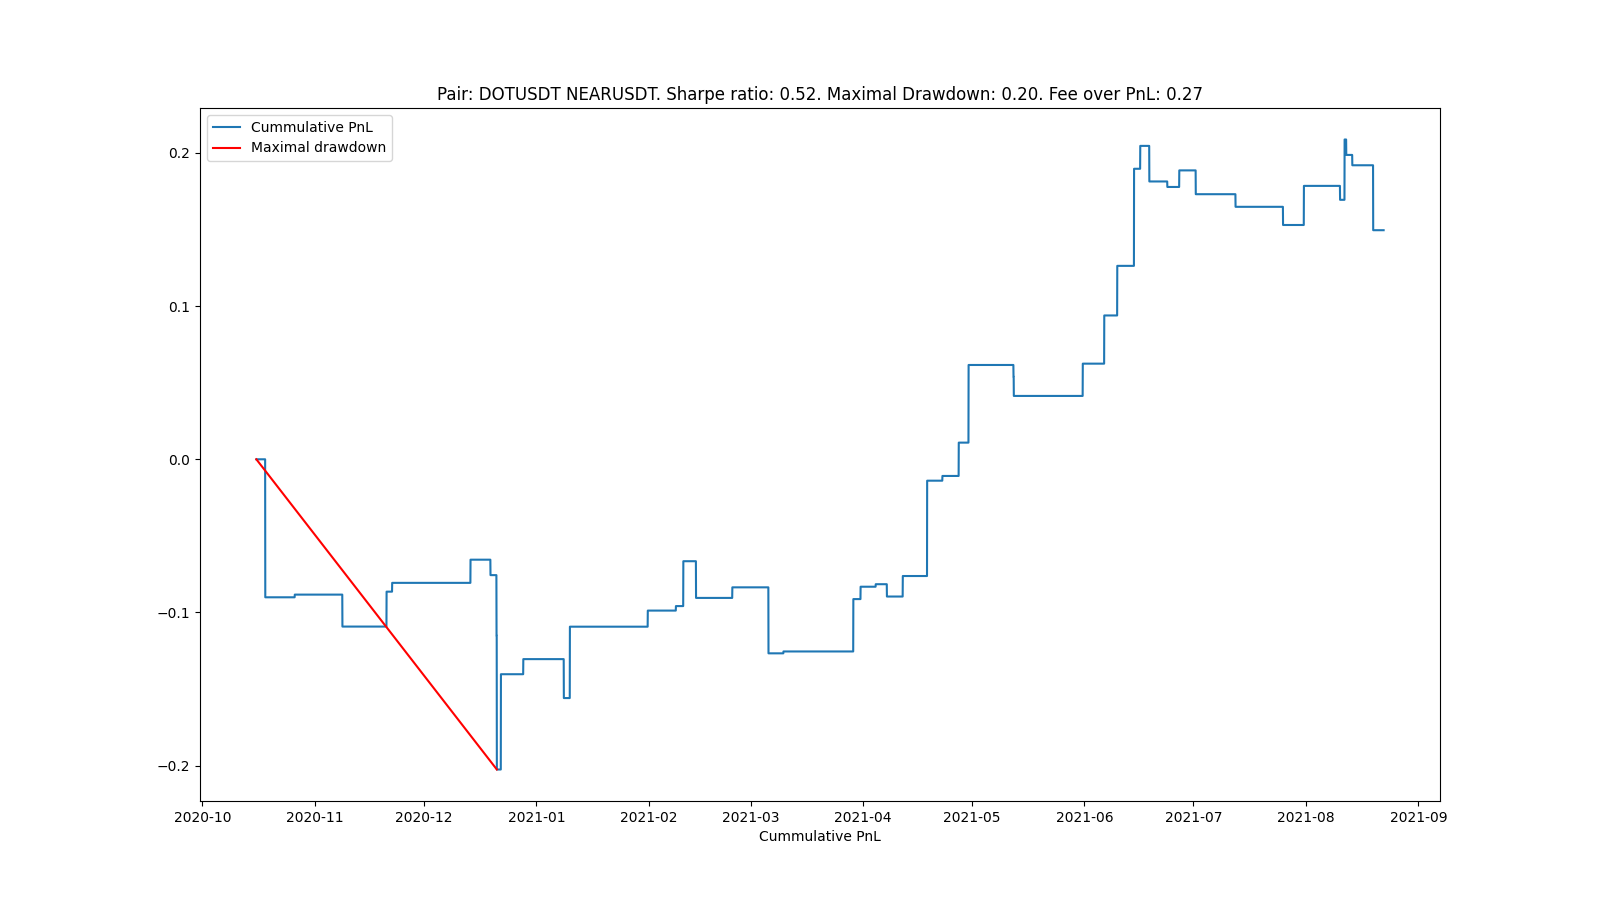 Pair: DOTUSDT NEARUSDT. Sharpe ratio: 0.52. Maximal Drawdown: 0.20. Fee over PnL: 0.27
Cummulative PnL
Maximal drawdown
0.2
0.1
0.0
−0.1
−0.2
2020-10 2020-11 2020-12 2021-01 2021-02 2021-03 2021-04 2021-05 2021-06 2021-07 2021-08 2021-09
Cummulative PnL